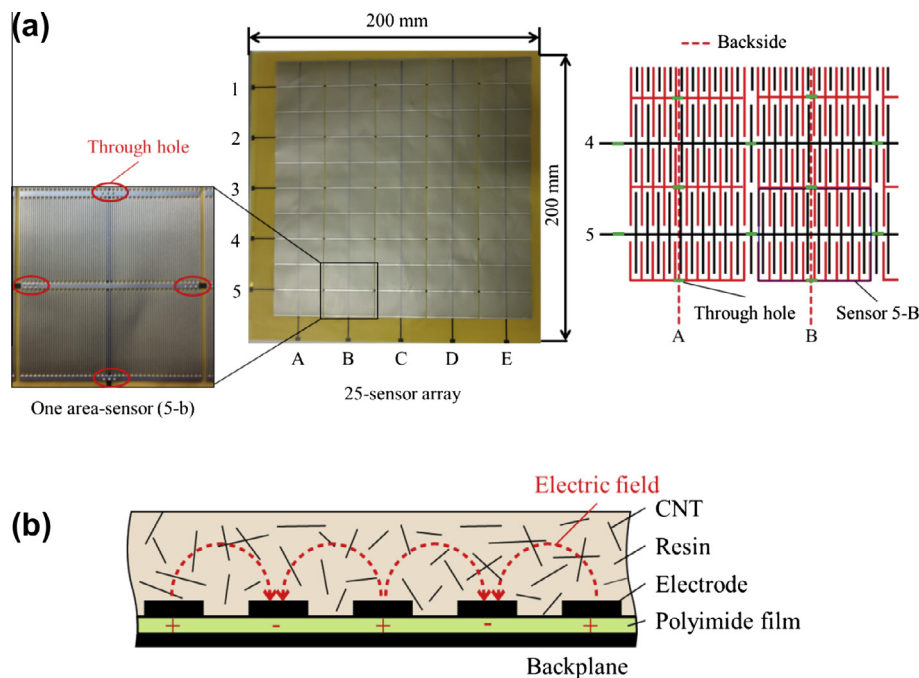 (a)
200 mm
Backside
Through hole
1
2
3
4
5
200 mm
4
5
A B C D E
Through hole
Sensor 5-B
A
B
One area-sensor (5-b)
25-sensor array
(b)
Electric field
CNT
Resin
Electrode
Polyimide film
+ - + - +
Backplane